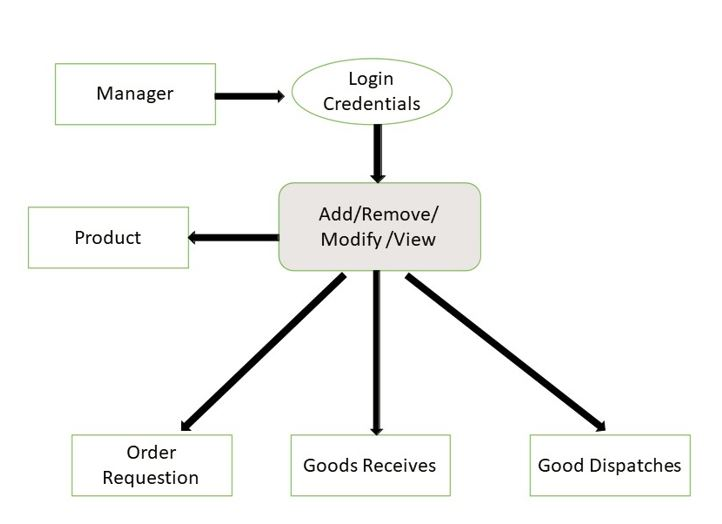 Manager
Login
Credentials
Add/Remove/
Modify /View
Product
Order
Requestion
Goods Receives
Good Dispatches